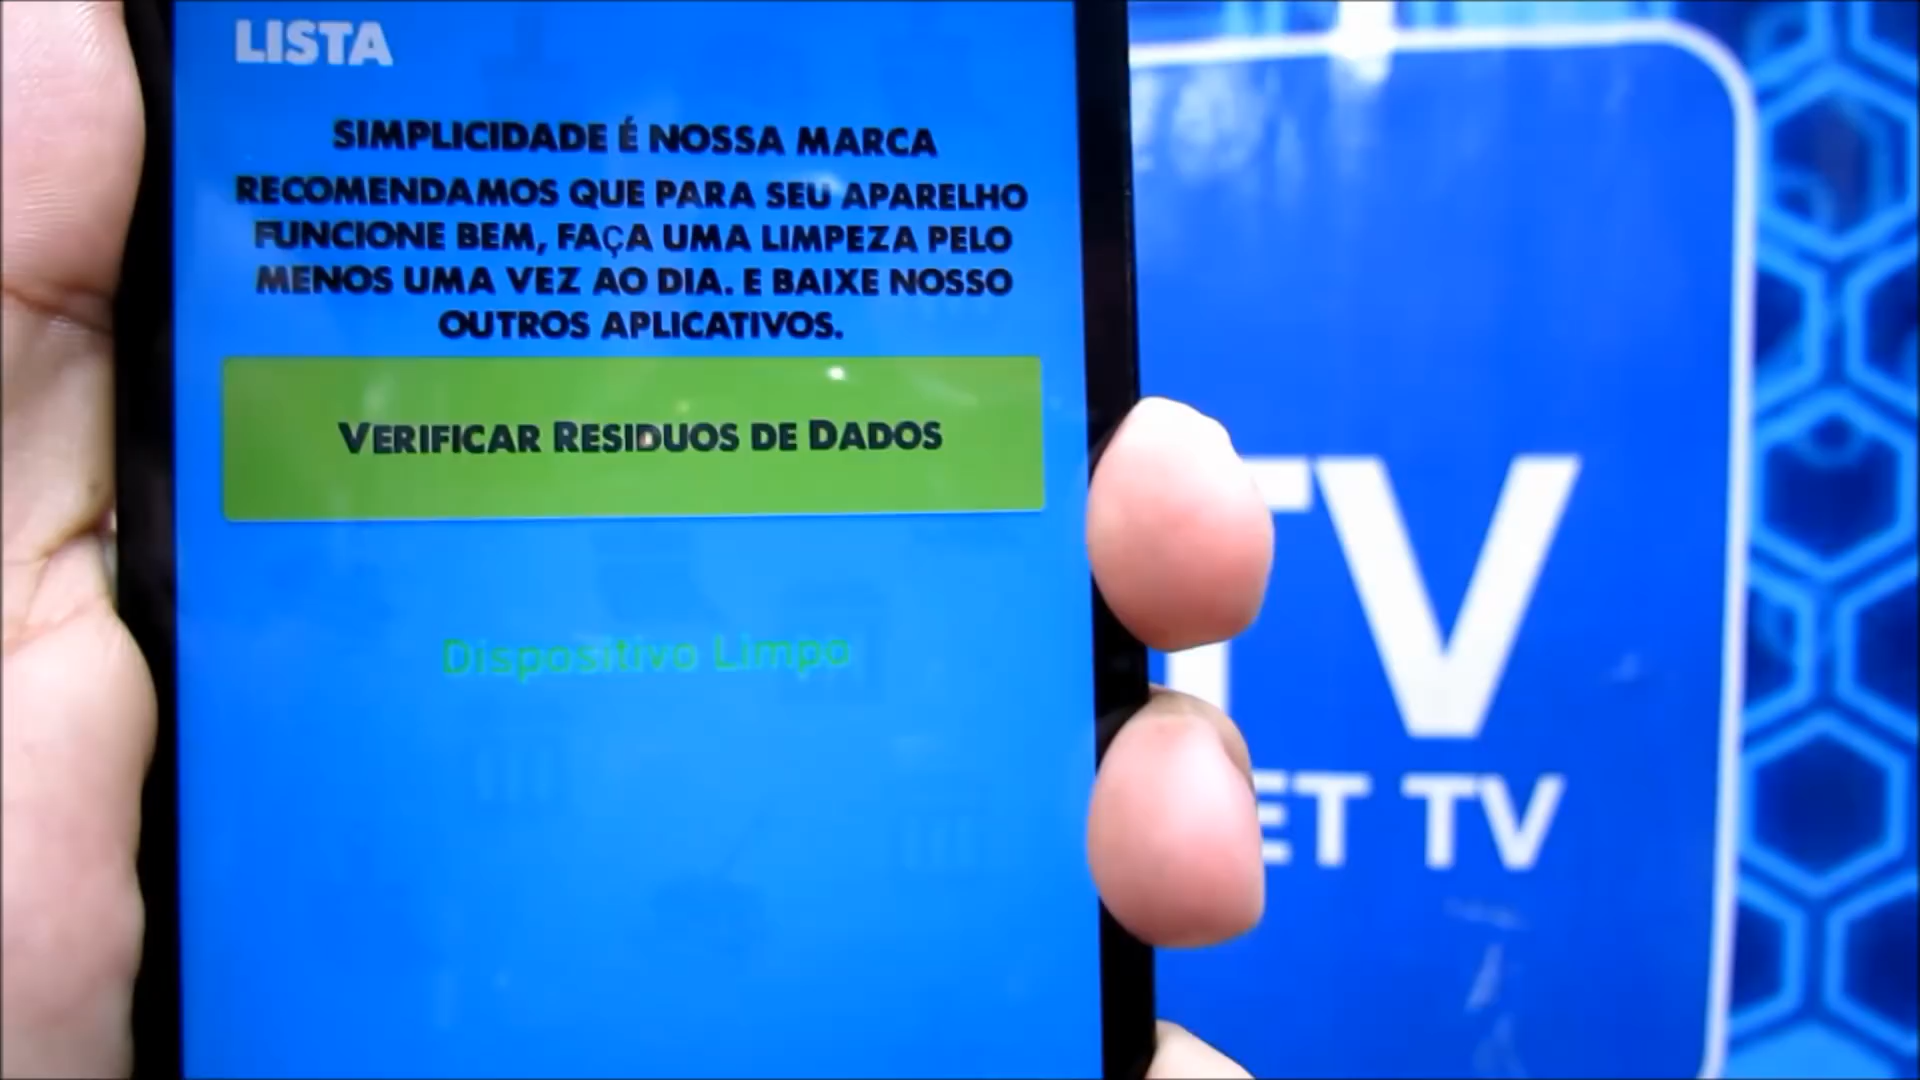 LISTA
SIMPLICIDADE É NOSSA MARCA
RECOMENDAMOS QUE PARA SEU APARELHO
FUNCIONE BEM, FAÇA UMA LIMPEZA PELO
MENOS UMA VEZ AO DIA. E BAIXE NOSSO
OUTROS APLICATIVOS.
VERIFICAR RESIDUOS DE DADOS
Dispositivo Limpo
TV
ET TV